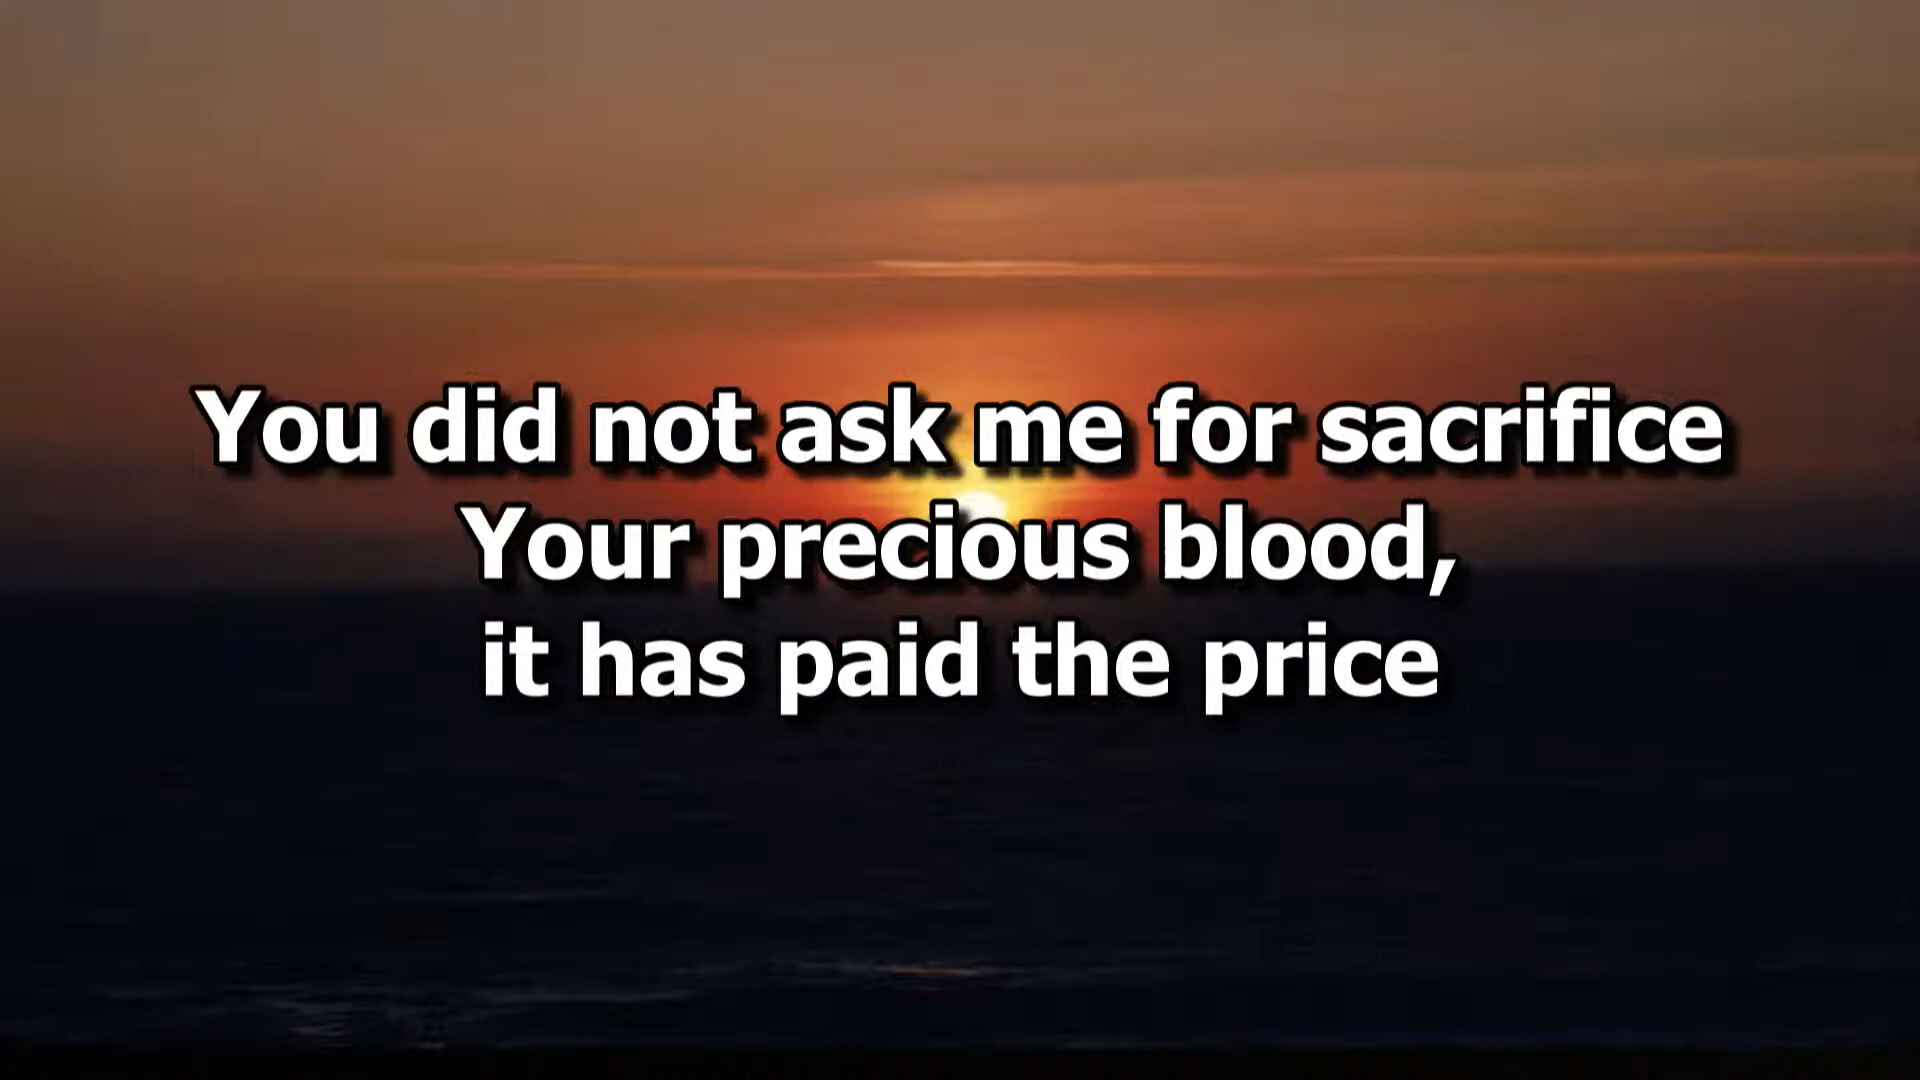 You did not ask me for sacrifice
Your precious blood,
it has paid the price